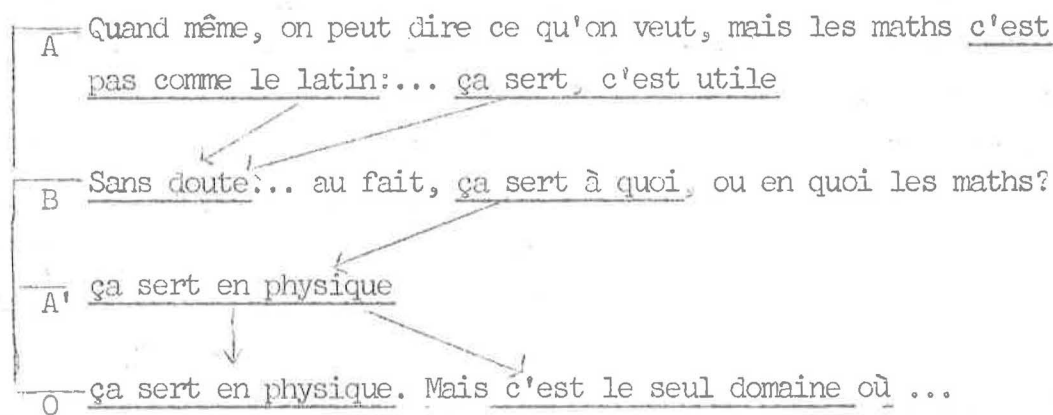 A Quand même, on peut dire ce qu'on veut, mais les maths c'est
pas comme le latin:... ça sert, c'est utile
B Sans doute:... au fait, ça sert à quoi, ou en quoi les maths?
A' ça sert en physique
O ça sert en physique. Mais c'est le seul domaine où ...